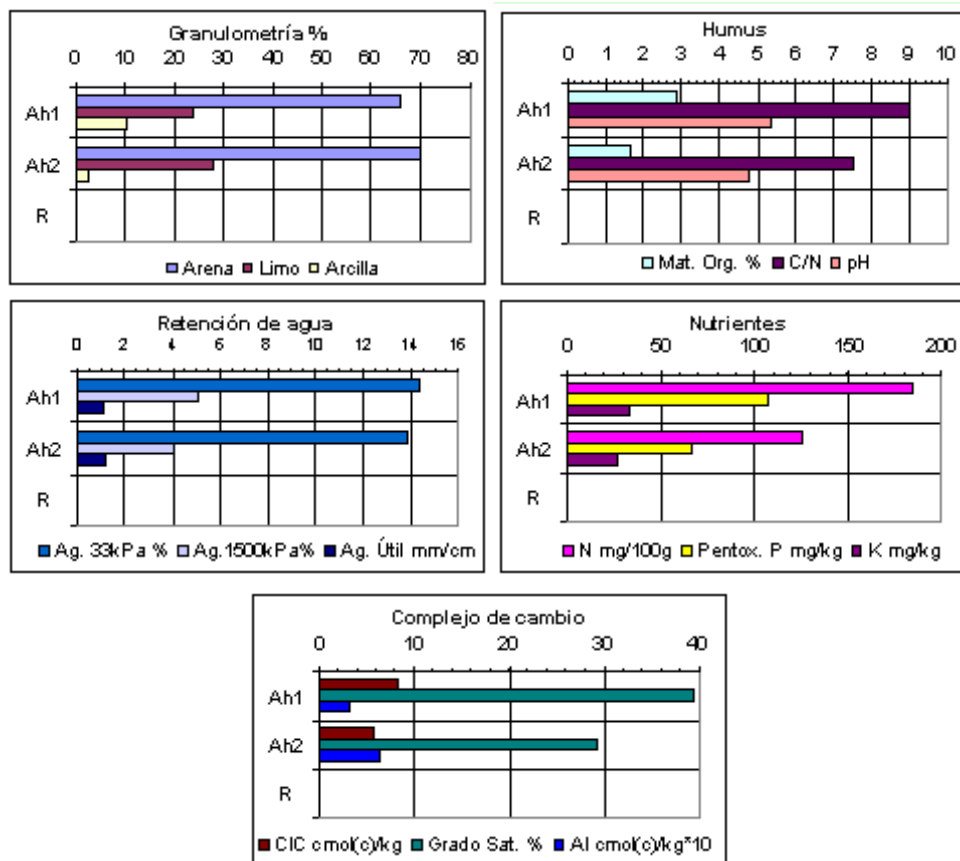 Granulometría %
0 10 20 30 40 50 60 70 80
Ah1
Ah2
R
Arena Limo Arcilla
Humus
0 1 2 3 4 5 6 7 8 9 10
Ah1
Ah2
R
Mat. Org. % C/N pH
Retención de agua
0 2 4 6 8 10 12 14 16
Ah1
Ah2
R
Ag. 33kPa % Ag.1500kPa% Ag. Útil mm/cm
Nutrientes
0 50 100 150 200
Ah1
Ah2
R
N mg/100g Pentox. P mg/kg K mg/kg
Complejo de cambio
0 10 20 30 40
Ah1
Ah2
R
CIC cmol(c)/kg Grado Sat. % Al cmol(c)/kg*10